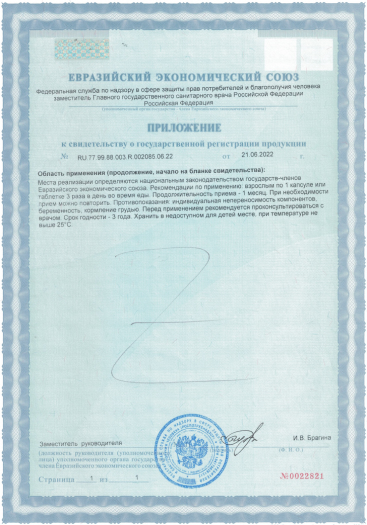 ЕВРАЗИЙСКИЙ ЭКОНОМИЧЕСКИЙ СОЮЗ
Федеральная служба по надзору в сфере защиты прав потребителей и благополучия человека
заместитель Главного государственного санитарного врача Российской Федерации
Российская Федерация
ПРИЛОЖЕНИЕ
к свидетельству о государственной регистрации продукции
№ RU.77.99.88.003.R.002085.06.22 от 21.06.2022 г.
Область применения (продолжение, начало на бланке свидетельства):
Места реализации определяются национальным законодательством государств-членов
Евразийского экономического союза. Рекомендации по применению: взрослым по 1 капсуле или
таблетке 3 раза в день во время еды. Продолжительность приема - 1 месяц. При необходимости
прием можно повторить. Противопоказания: индивидуальная непереносимость компонентов,
беременность, кормление грудью. Перед применением рекомендуется проконсультироваться с
врачом. Срок годности - 3 года. Хранить в недоступном для детей месте, при температуре не
выше 25°C.
Заместитель руководителя И.В. Брагина
(должность руководителя (уполномоченного (Ф. И. О.)
лица) уполномоченного органа государства-
члена Евразийского экономического союза)
Страница 1 из 1
№0022821